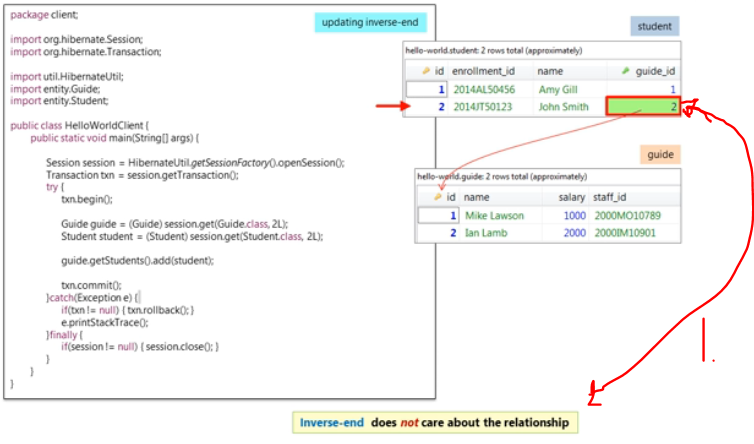 package client;
import org.hibernate.Session;
import org.hibernate.Transaction;
import util.HibernateUtil;
import entity.Guide;
import entity.Student;
public class HelloWorldClient {
public static void main(String[] args) {
Session session = HibernateUtil.getSessionFactory().openSession();
Transaction txn = session.getTransaction();
try {
txn.begin();
Guide guide = (Guide) session.get(Guide.class, 2L);
Student student = (Student) session.get(Student.class, 2L);
guide.getStudents().add(student);
txn.commit();
}catch(Exception e) {
if(txn != null) { txn.rollback(); }
e.printStackTrace();
}finally {
if(session != null) { session.close(); }
}
}
}
updating inverse-end
student
hello-world.student: 2 rows total (approximately)
id enrollment_id name guide_id
1 2014AL50456 Amy Gill 1
2 2014JT50123 John Smith 2
guide
hello-world.guide: 2 rows total (approximately)
id name salary staff_id
1 Mike Lawson 1000 2000MO10789
2 Ian Lamb 2000 2000IM10901
1.
Inverse-end does not care about the relationship